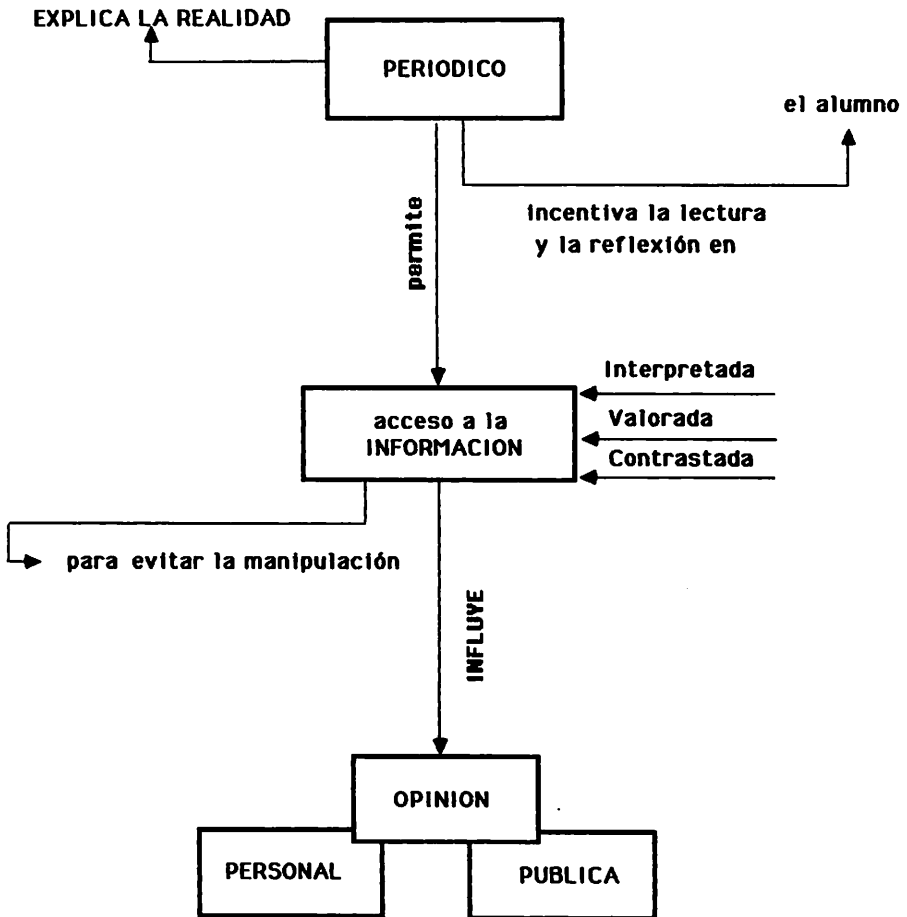 EXPLICA LA REALIDAD
PERIODICO
el alumno
permite
incentiva la lectura
y la reflexión en
Interpretada
acceso a la
INFORMACION
Valorada
Contrastada
para evitar la manipulación
INFLUYE
OPINION
PERSONAL
PUBLICA